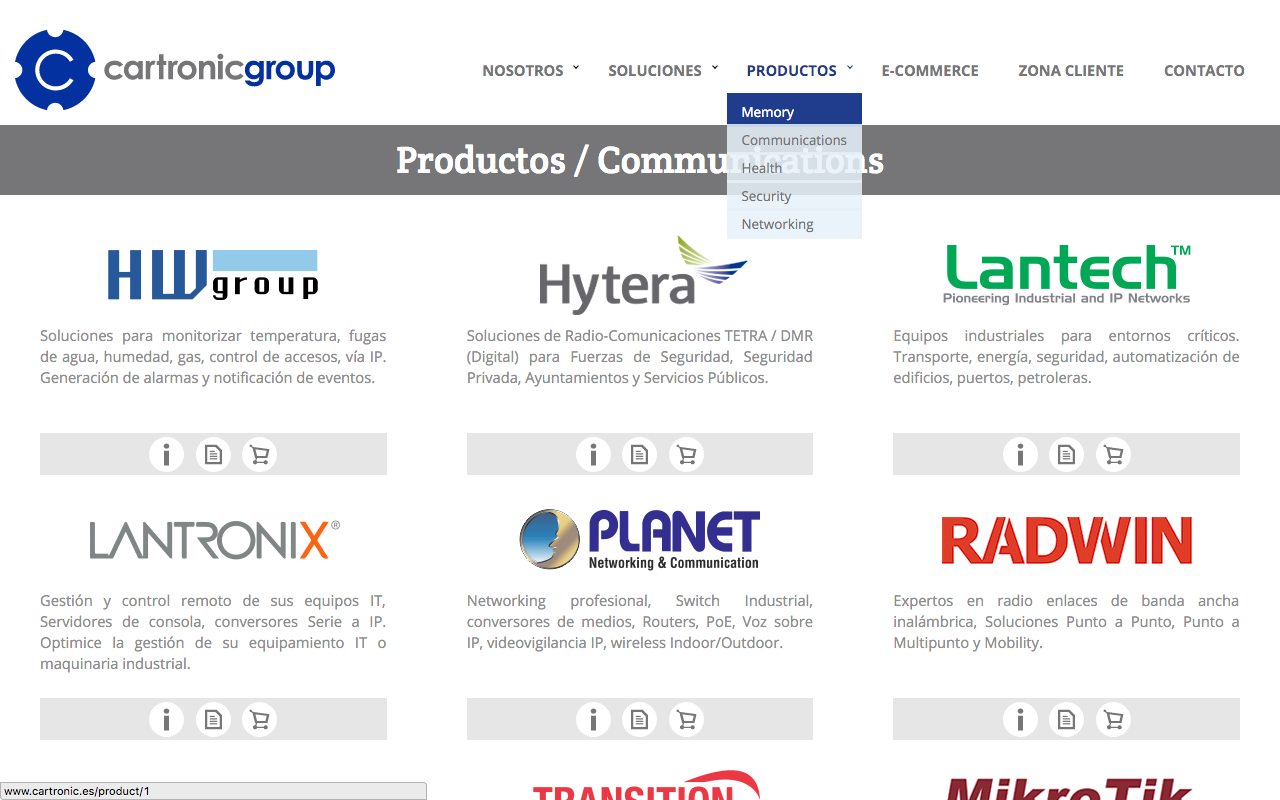 cartronicgroup
NOSOTROS
SOLUCIONES
PRODUCTOS
E-COMMERCE
ZONA CLIENTE
CONTACTO
Memory
Communications
Health
Security
Networking
Productos / Communications
HW group
Soluciones para monitorizar temperatura, fugas
de agua, humedad, gas, control de accesos, vía IP.
Generación de alarmas y notificación de eventos.
Hytera
Soluciones de Radio-Comunicaciones TETRA / DMR
(Digital) para Fuerzas de Seguridad, Seguridad
Privada, Ayuntamientos y Servicios Públicos.
Lantech™
Pioneering Industrial and IP Networks
Equipos industriales para entornos críticos.
Transporte, energía, seguridad, automatización de
edificios, puertos, petroleras.
LANTRONIX®
Gestión y control remoto de sus equipos IT,
Servidores de consola, conversores Serie a IP.
Optimice la gestión de su equipamiento IT o
maquinaria industrial.
PLANET
Networking & Communication
Networking profesional, Switch Industrial,
conversores de medios, Routers, PoE, Voz sobre
IP, videovigilancia IP, wireless Indoor/Outdoor.
RADWIN
Expertos en radio enlaces de banda ancha
inalámbrica, Soluciones Punto a Punto, Punto a
Multipunto y Mobility.
TRANSITION
MikroTik
www.cartronic.es/product/1